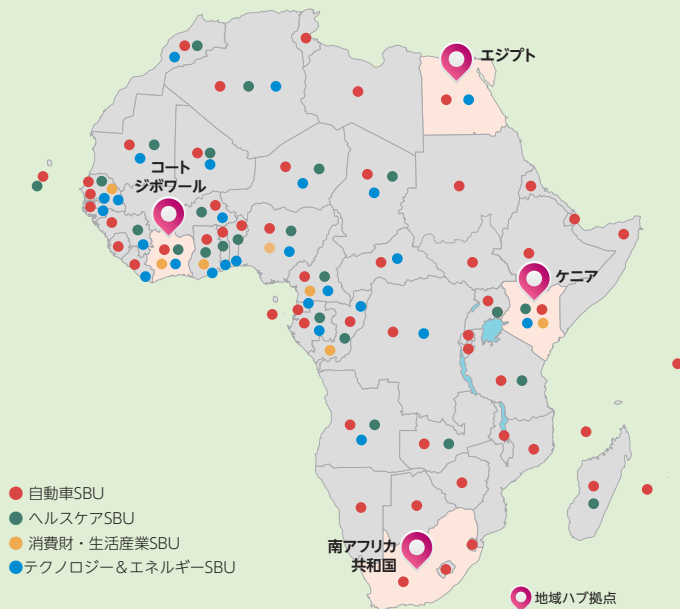 エジプト
コート
ジボワール
ケニア
自動車SBU
ヘルスケアSBU
消費財・生活産業SBU
テクノロジー＆エネルギーSBU
南アフリカ
共和国
地域ハブ拠点